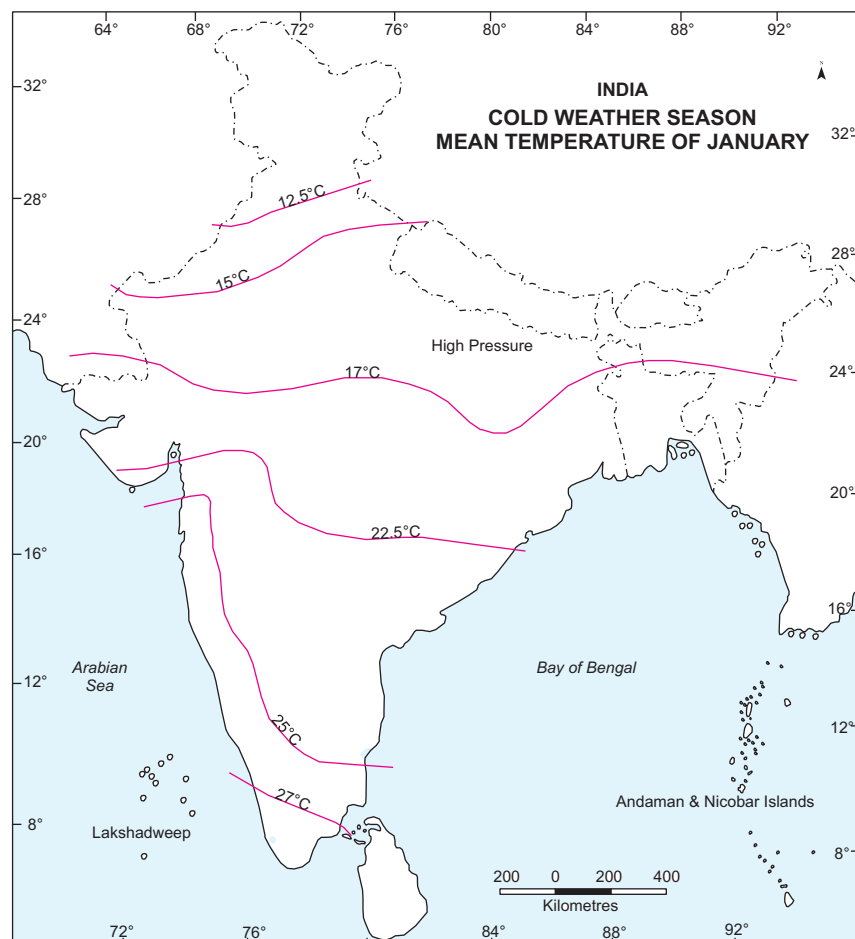 64° 68° 72° 76° 80° 84° 88° 92°
N
INDIA
COLD WEATHER SEASON
MEAN TEMPERATURE OF JANUARY
32°
32°
12.5°C
28°
28°
15°C
24°
High Pressure
17°C
24°
20°
20°
22.5°C
16°
16°
Arabian
Sea
Bay of Bengal
12°
25°C
12°
27°C
Andaman & Nicobar Islands
8°
Lakshadweep
8°
200 0 200 400
Kilometres
72° 76° 84° 88° 92°